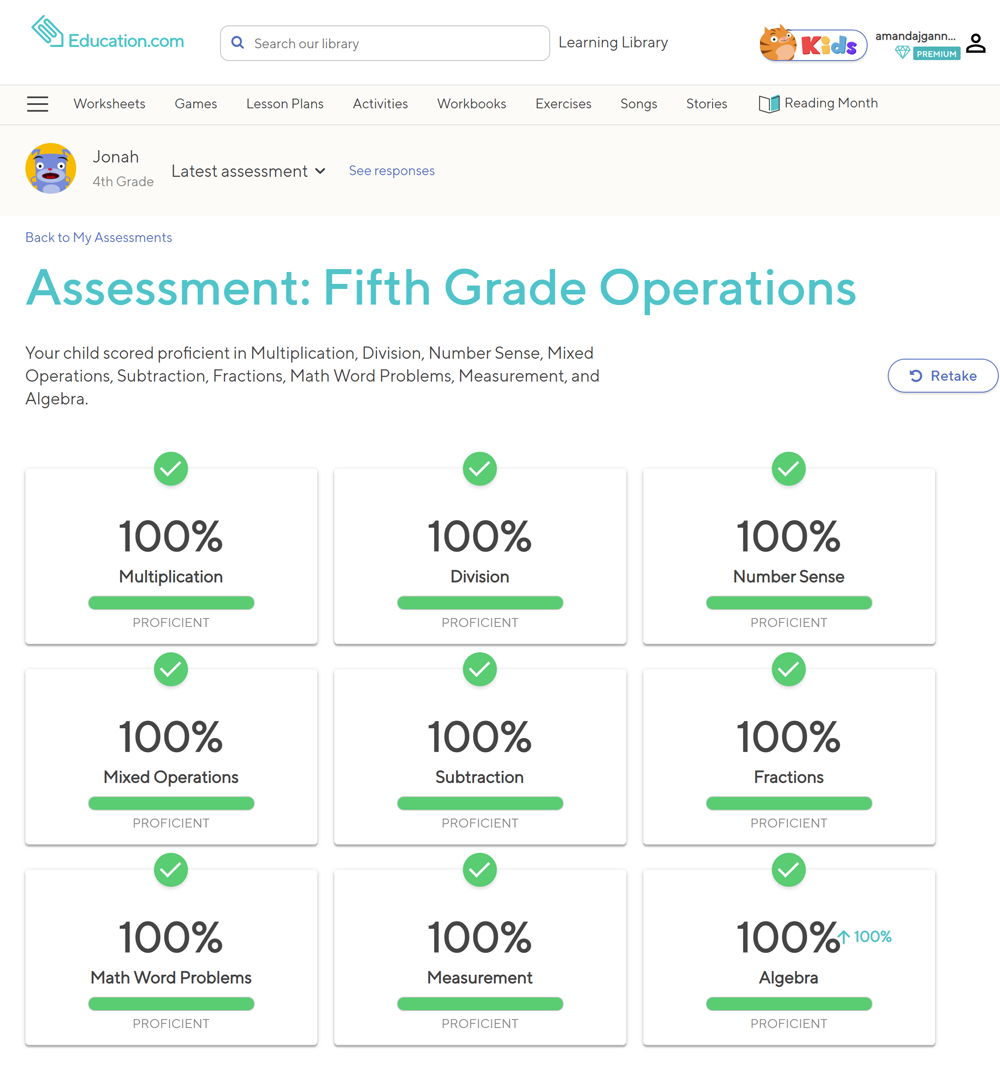 Education.com
Search our library
Learning Library
Kids
amandajgann...
PREMIUM
Worksheets Games Lesson Plans Activities Workbooks Exercises Songs Stories Reading Month
Jonah
4th Grade
Latest assessment
See responses
Back to My Assessments
Assessment: Fifth Grade Operations
Your child scored proficient in Multiplication, Division, Number Sense, Mixed
Operations, Subtraction, Fractions, Math Word Problems, Measurement, and
Algebra.
Retake
100% 100% 100%
Multiplication Division Number Sense
PROFICIENT PROFICIENT PROFICIENT
100% 100% 100%
Mixed Operations Subtraction Fractions
PROFICIENT PROFICIENT PROFICIENT
100% 100% 100% ↑ 100%
Math Word Problems Measurement Algebra
PROFICIENT PROFICIENT PROFICIENT